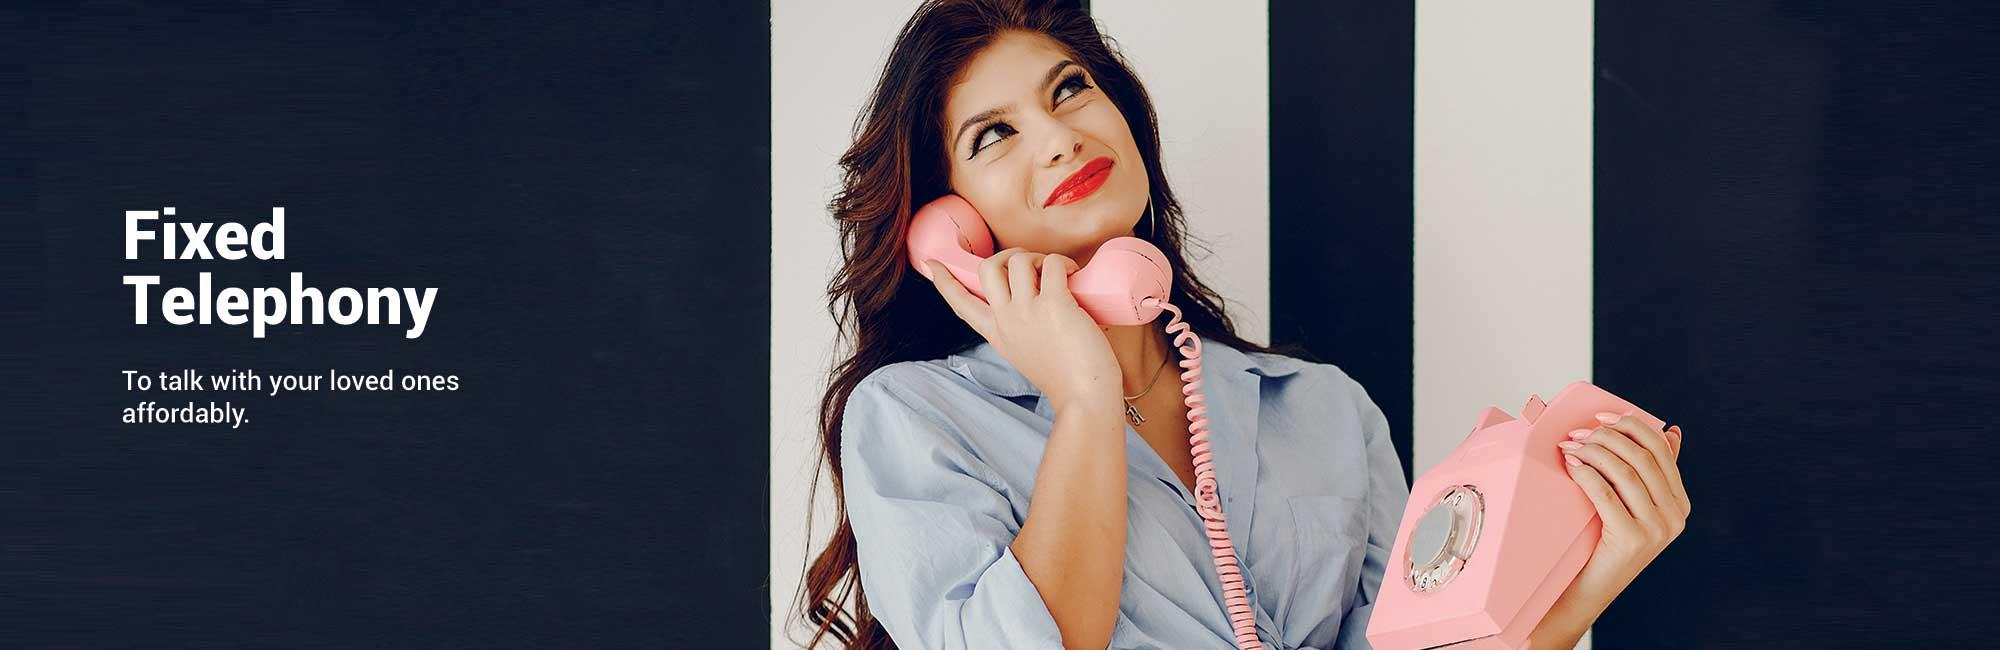 Fixed
Telephony
To talk with your loved ones
affordably.